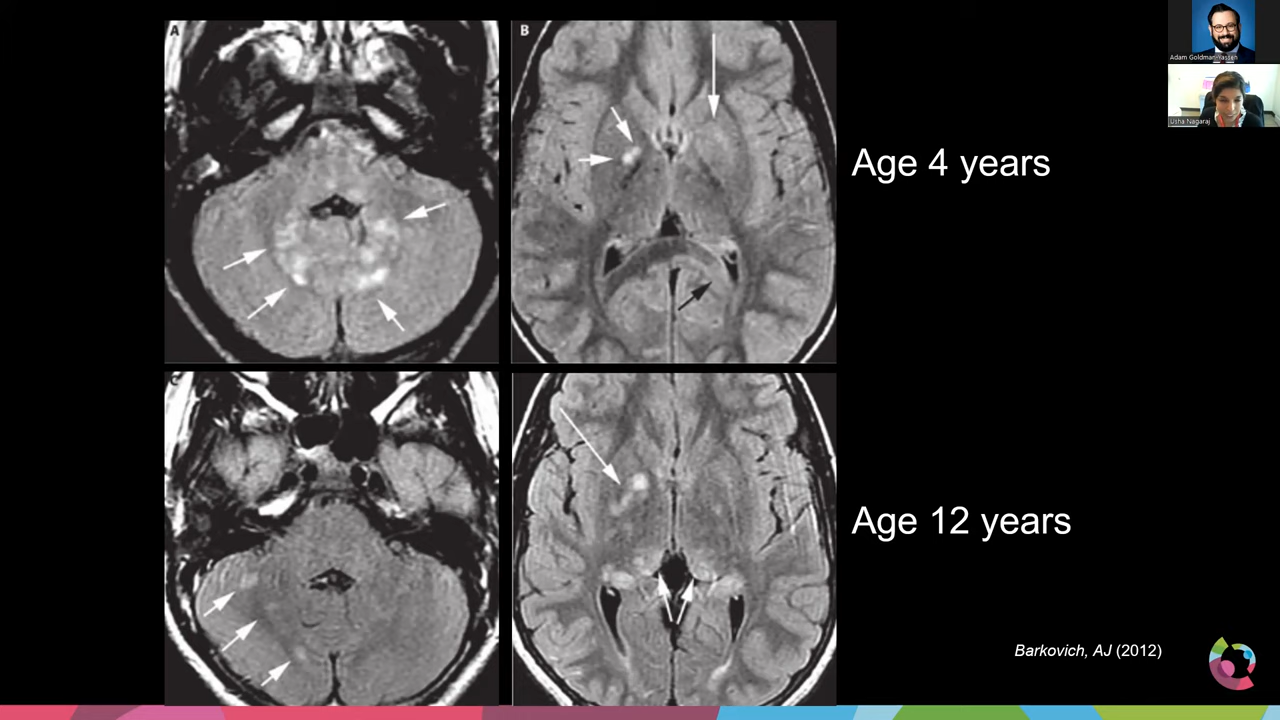 A
B
Age 4 years
C
Age 12 years
Barkovich, AJ (2012)
Adam Goldman-Yassen
Usha Nagaraj